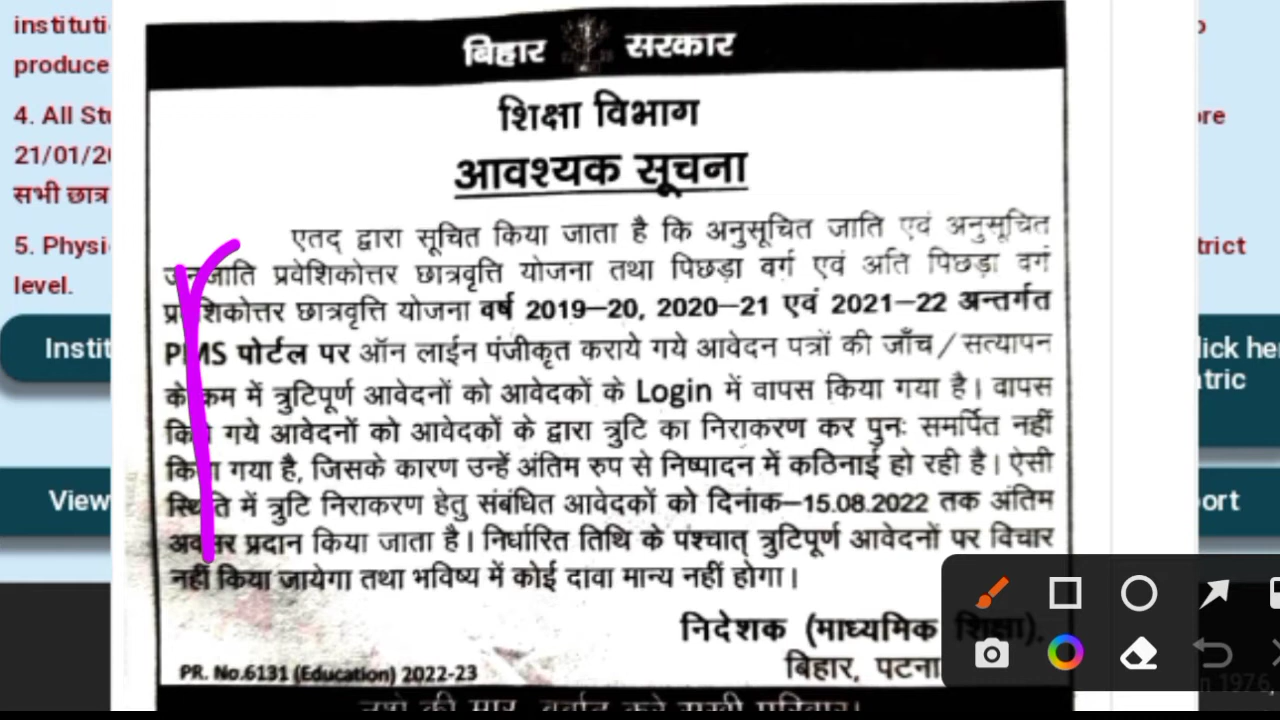 instituti
produce
4. All Stu
21/01/20
सभी छात्र
5. Physi
level.
Instit
View
बिहार सरकार
शिक्षा विभाग
आवश्यक सूचना
एतद् द्वारा सूचित किया जाता है कि अनुसूचित जाति एवं अनुसूचित
जनजाति प्रवेशिकोत्तर छात्रवृत्ति योजना तथा पिछड़ा वर्ग एवं अति पिछड़ा वर्ग
प्रवेशिकोत्तर छात्रवृत्ति योजना वर्ष 2019–20, 2020–21 एवं 2021–22 अन्तर्गत
PMS पोर्टल पर ऑन लाईन पंजीकृत कराये गये आवेदन पत्रों की जाँच/सत्यापन
के क्रम में त्रुटिपूर्ण आवेदनों को आवेदकों के Login में वापस किया गया है। वापस
किये गये आवेदनों को आवेदकों के द्वारा त्रुटि का निराकरण कर पुनः समर्पित नहीं
किया गया है, जिसके कारण उन्हें अंतिम रुप से निष्पादन में कठिनाई हो रही है। ऐसी
स्थिति में त्रुटि निराकरण हेतु संबंधित आवेदकों को दिनांक–15.08.2022 तक अंतिम
अवसर प्रदान किया जाता है। निर्धारित तिथि के पश्चात् त्रुटिपूर्ण आवेदनों पर विचार
नहीं किया जायेगा तथा भविष्य में कोई दावा मान्य नहीं होगा।
निदेशक (माध्यमिक शिक्षा),
बिहार, पटना
PR. No.6131 (Education) 2022-23
ore
trict
lick her
tric
ort
n 1976,